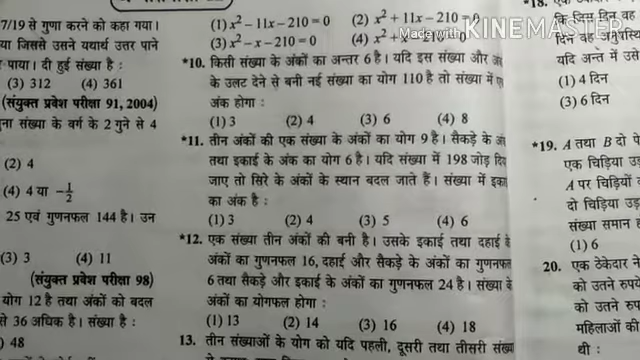 7/19 से गुणा करने को कहा गया।
या जिससे उसने यथार्थ उत्तर पाने
पाया। दी हुई संख्या है :
(3) 312 (4) 361
(संयुक्त प्रवेश परीक्षा 91, 2004)
ना संख्या के वर्ग के 2 गुने से 4
(2) 4
(4) 4 या -1/2
25 एवं गुणनफल 144 है। उन
(3) 3 (4) 11
(संयुक्त प्रवेश परीक्षा 98)
योग 12 है तथा अंकों को बदल
से 36 अधिक है। संख्या है :
) 48
(1) x² – 11x – 210 = 0 (2) x² + 11x – 210 = 0
(3) x² – x – 210 = 0 (4) x²
*10. किसी संख्या के अंकों का अन्तर 6 है। यदि इस संख्या और
के उलट देने से बनी नई संख्या का योग 110 है तो संख्या में
अंक होगा :
(1) 3 (2) 4 (3) 6 (4) 8
*11. तीन अंकों की एक संख्या के अंकों का योग 9 है। सैकड़े के
तथा इकाई के अंक का योग 6 है। यदि संख्या में 198 जोड़
जाए तो सिरे के अंकों के स्थान बदल जाते हैं। संख्या में
का अंक है :
(1) 3 (2) 4 (3) 5 (4) 6
*12. एक संख्या तीन अंकों की बनी है। उसके इकाई तथा दहाई
अंकों का गुणनफल 16, दहाई और सैकड़े के अंकों का गुणनफल
6 तथा सैकड़े और इकाई के अंकों का गुणनफल 24 है। संख्या
अंकों का योगफल होगा :
(1) 13 (2) 14 (3) 16 (4) 18
13. तीन संख्याओं के योग को यदि पहली, दूसरी तथा तीसरी
*18.
यदि अन्त में उसे
(1) 4 दिन
(3) 6 दिन
*19. A तथा B दो
एक चिड़िया
A पर चिड़ियों
दो चिड़िया
संख्या समान
(1) 6
20. एक ठेकेदार ने
को उतने रुपये
को उतने
महिलाओं की
थी :
Made with KINEMASTER